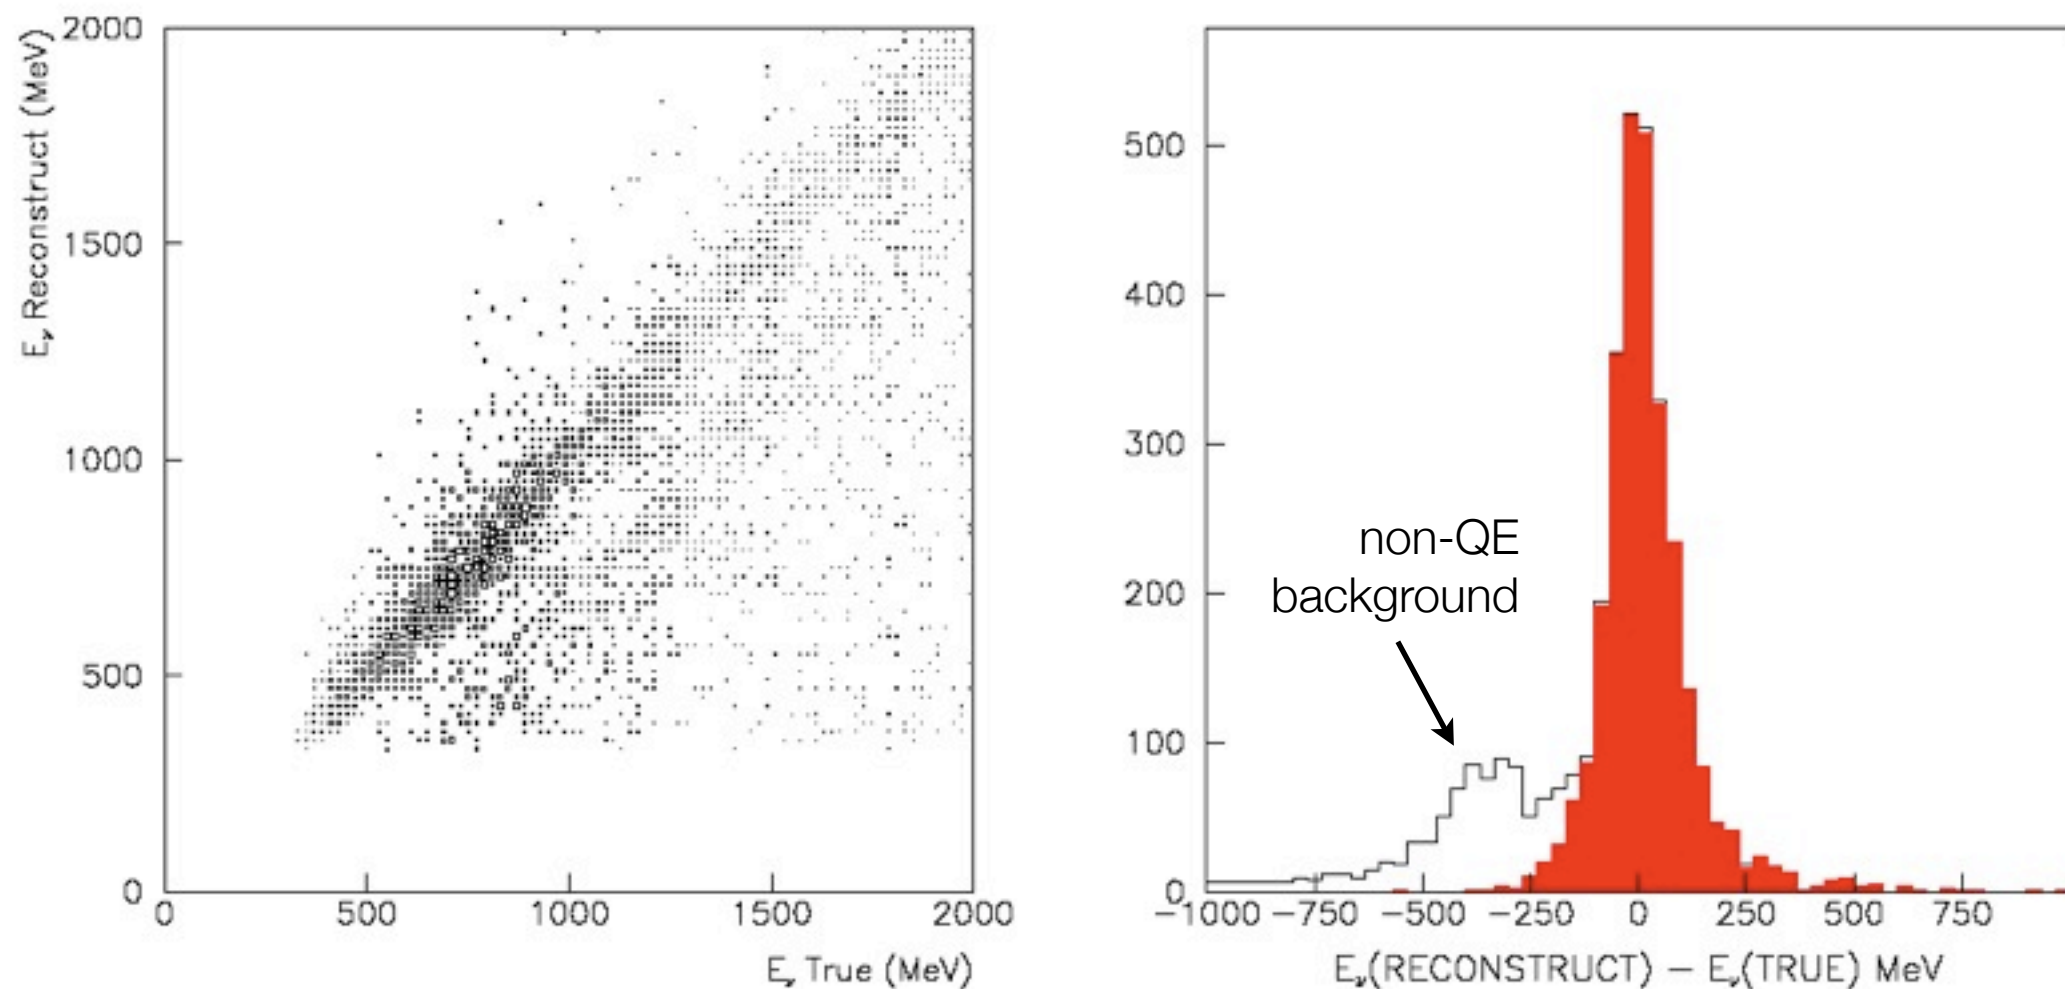 2000
1500
1000
500
0
0 500 1000 1500 2000
Eν Reconstruct (MeV)
Eν True (MeV)
500
400
300
200
100
0
−1000 −750 −500 −250 0 250 500 750
non-QE
background
Eν(RECONSTRUCT) − Eν(TRUE) MeV